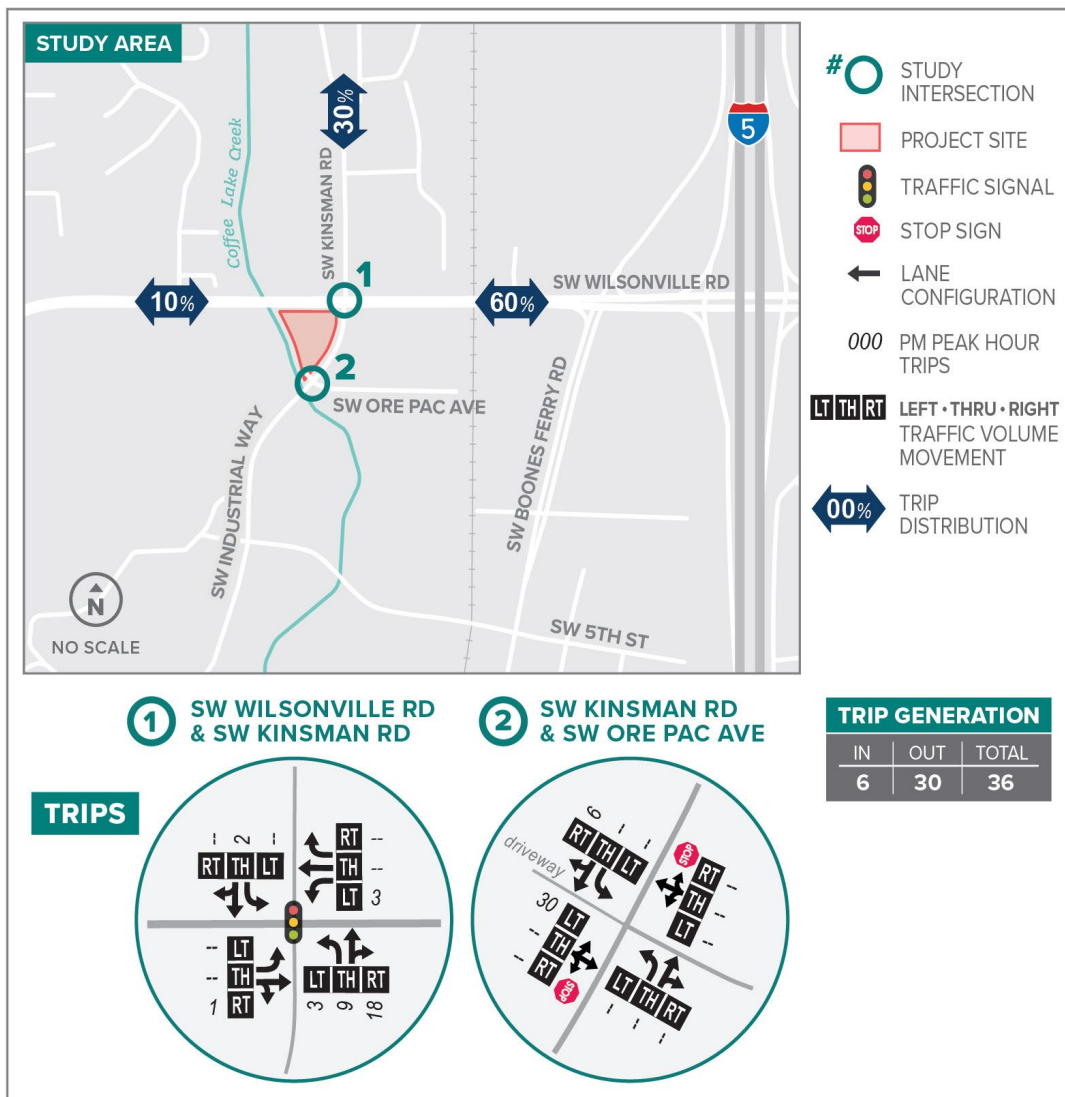 STUDY AREA
Coffee Lake Creek
30%
SW KINSMAN RD
5
1
10%
60%
SW WILSONVILLE RD
2
SW ORE PAC AVE
SW INDUSTRIAL WAY
SW BOONES FERRY RD
SW 5TH ST
N
NO SCALE
#
STUDY
INTERSECTION
PROJECT SITE
TRAFFIC SIGNAL
STOP
STOP SIGN
LANE
CONFIGURATION
000
PM PEAK HOUR
TRIPS
LT TH RT
LEFT • THRU • RIGHT
TRAFFIC VOLUME
MOVEMENT
00%
TRIP
DISTRIBUTION
1
SW WILSONVILLE RD
& SW KINSMAN RD
2
SW KINSMAN RD
& SW ORE PAC AVE
TRIP GENERATION
IN OUT TOTAL
6 30 36
TRIPS
-- 2 --
RT TH LT
RT --
TH --
LT 3
-- LT
-- TH
1 RT
LT TH RT
3 9 18
6 -- --
RT TH LT
driveway
STOP
RT --
TH --
LT --
30 LT
-- TH
-- RT
STOP
LT TH RT
-- -- --